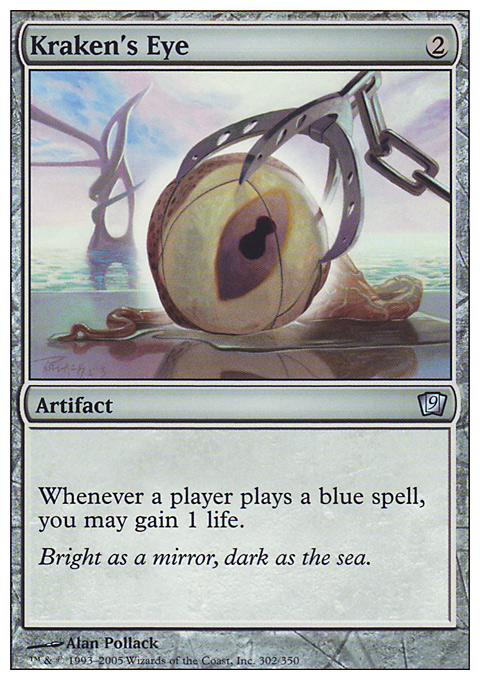 Kraken's Eye 2
Artifact 9
Whenever a player plays a blue spell,
you may gain 1 life.
Bright as a mirror, dark as the sea.
Alan Pollack
™ & © 1993–2005 Wizards of the Coast, Inc. 302/350